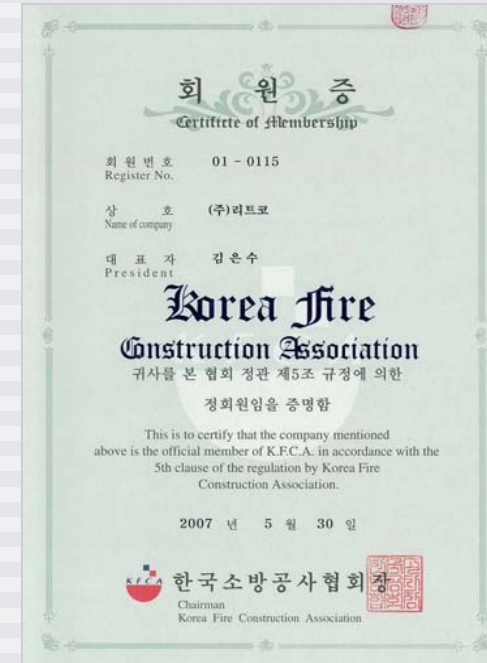 회 원 증
Certificte of Membership
회 원 번 호 01 - 0115
Register No.
상 호 (주)리트코
Name of company
대 표 자 김 은 수
President
Korea Fire
Gnstruction Association
귀사를 본 협회 정관 제5조 규정에 의한
정회원임을 증명함
This is to certify that the company mentioned
above is the official member of K.F.C.A. in accordance with the
5th clause of the regulation by Korea Fire
Construction Association.
2007 년 5 월 30 일
KFCA 한국소방공사협회장
Chairman
Korea Fire Construction Association